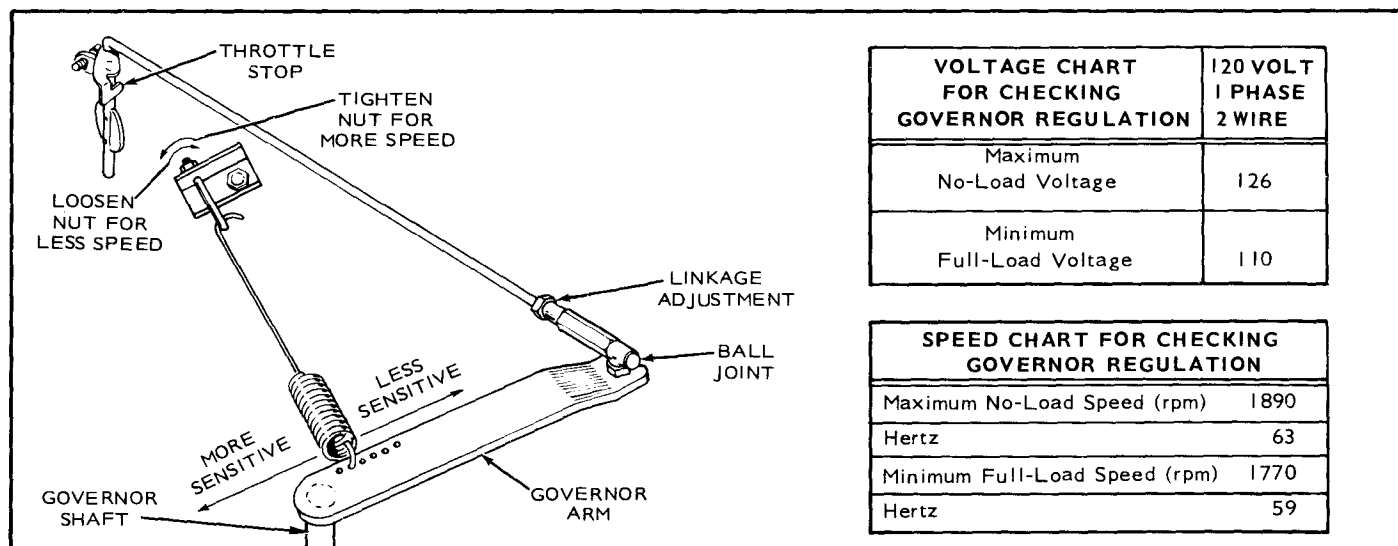 THROTTLE
STOP
TIGHTEN
NUT FOR
MORE SPEED
LOOSEN
NUT FOR
LESS SPEED
LINKAGE
ADJUSTMENT
BALL
JOINT
LESS
SENSITIVE
MORE
SENSITIVE
GOVERNOR
SHAFT
GOVERNOR
ARM
VOLTAGE CHART
FOR CHECKING
GOVERNOR REGULATION
120 VOLT
1 PHASE
2 WIRE
Maximum
No-Load Voltage 126
Minimum
Full-Load Voltage 110
SPEED CHART FOR CHECKING
GOVERNOR REGULATION
Maximum No-Load Speed (rpm) 1890
Hertz 63
Minimum Full-Load Speed (rpm) 1770
Hertz 59